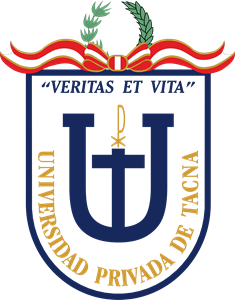 "VERITAS ET VITA"
U
UNIVERSIDAD PRIVADA DE TACNA